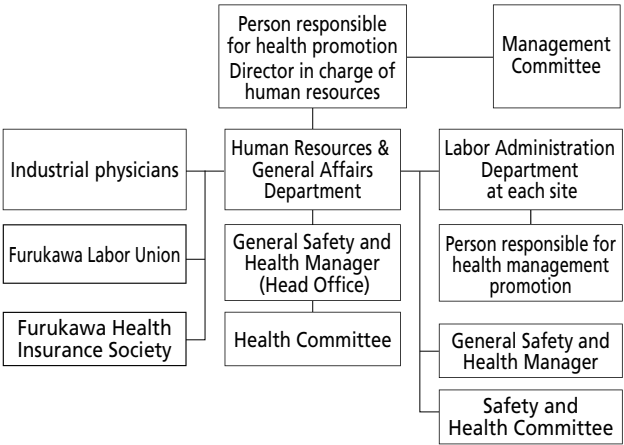 Person responsible
for health promotion
Director in charge of
human resources
Management
Committee
Industrial physicians
Human Resources &
General Affairs
Department
Labor Administration
Department
at each site
Furukawa Labor Union
General Safety and
Health Manager
(Head Office)
Person responsible for
health management
promotion
Furukawa Health
Insurance Society
Health Committee
General Safety and
Health Manager
Safety and
Health Committee